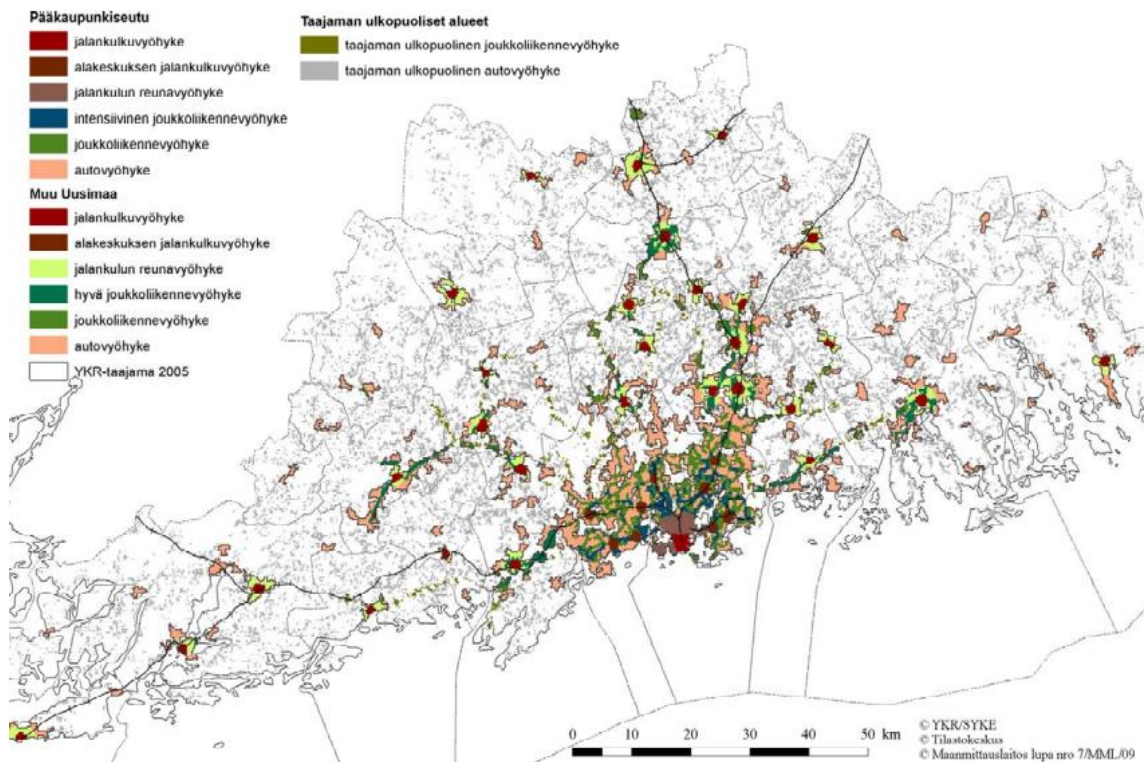 Pääkaupunkiseutu
jalankulkuvyöhyke
alakeskuksen jalankulkuvyöhyke
jalankulun reunavyöhyke
intensiivinen joukkoliikennevyöhyke
joukkoliikennevyöhyke
autovyöhyke
Muu Uusimaa
jalankulkuvyöhyke
alakeskuksen jalankulkuvyöhyke
jalankulun reunavyöhyke
hyvä joukkoliikennevyöhyke
joukkoliikennevyöhyke
autovyöhyke
YKR-taajama 2005
Taajaman ulkopuoliset alueet
taajaman ulkopuolinen joukkoliikennevyöhyke
taajaman ulkopuolinen autovyöhyke
0 10 20 30 40 50 km
© YKR/SYKE
© Tilastokeskus
© Maanmittauslaitos lupa nro 7/MML/09